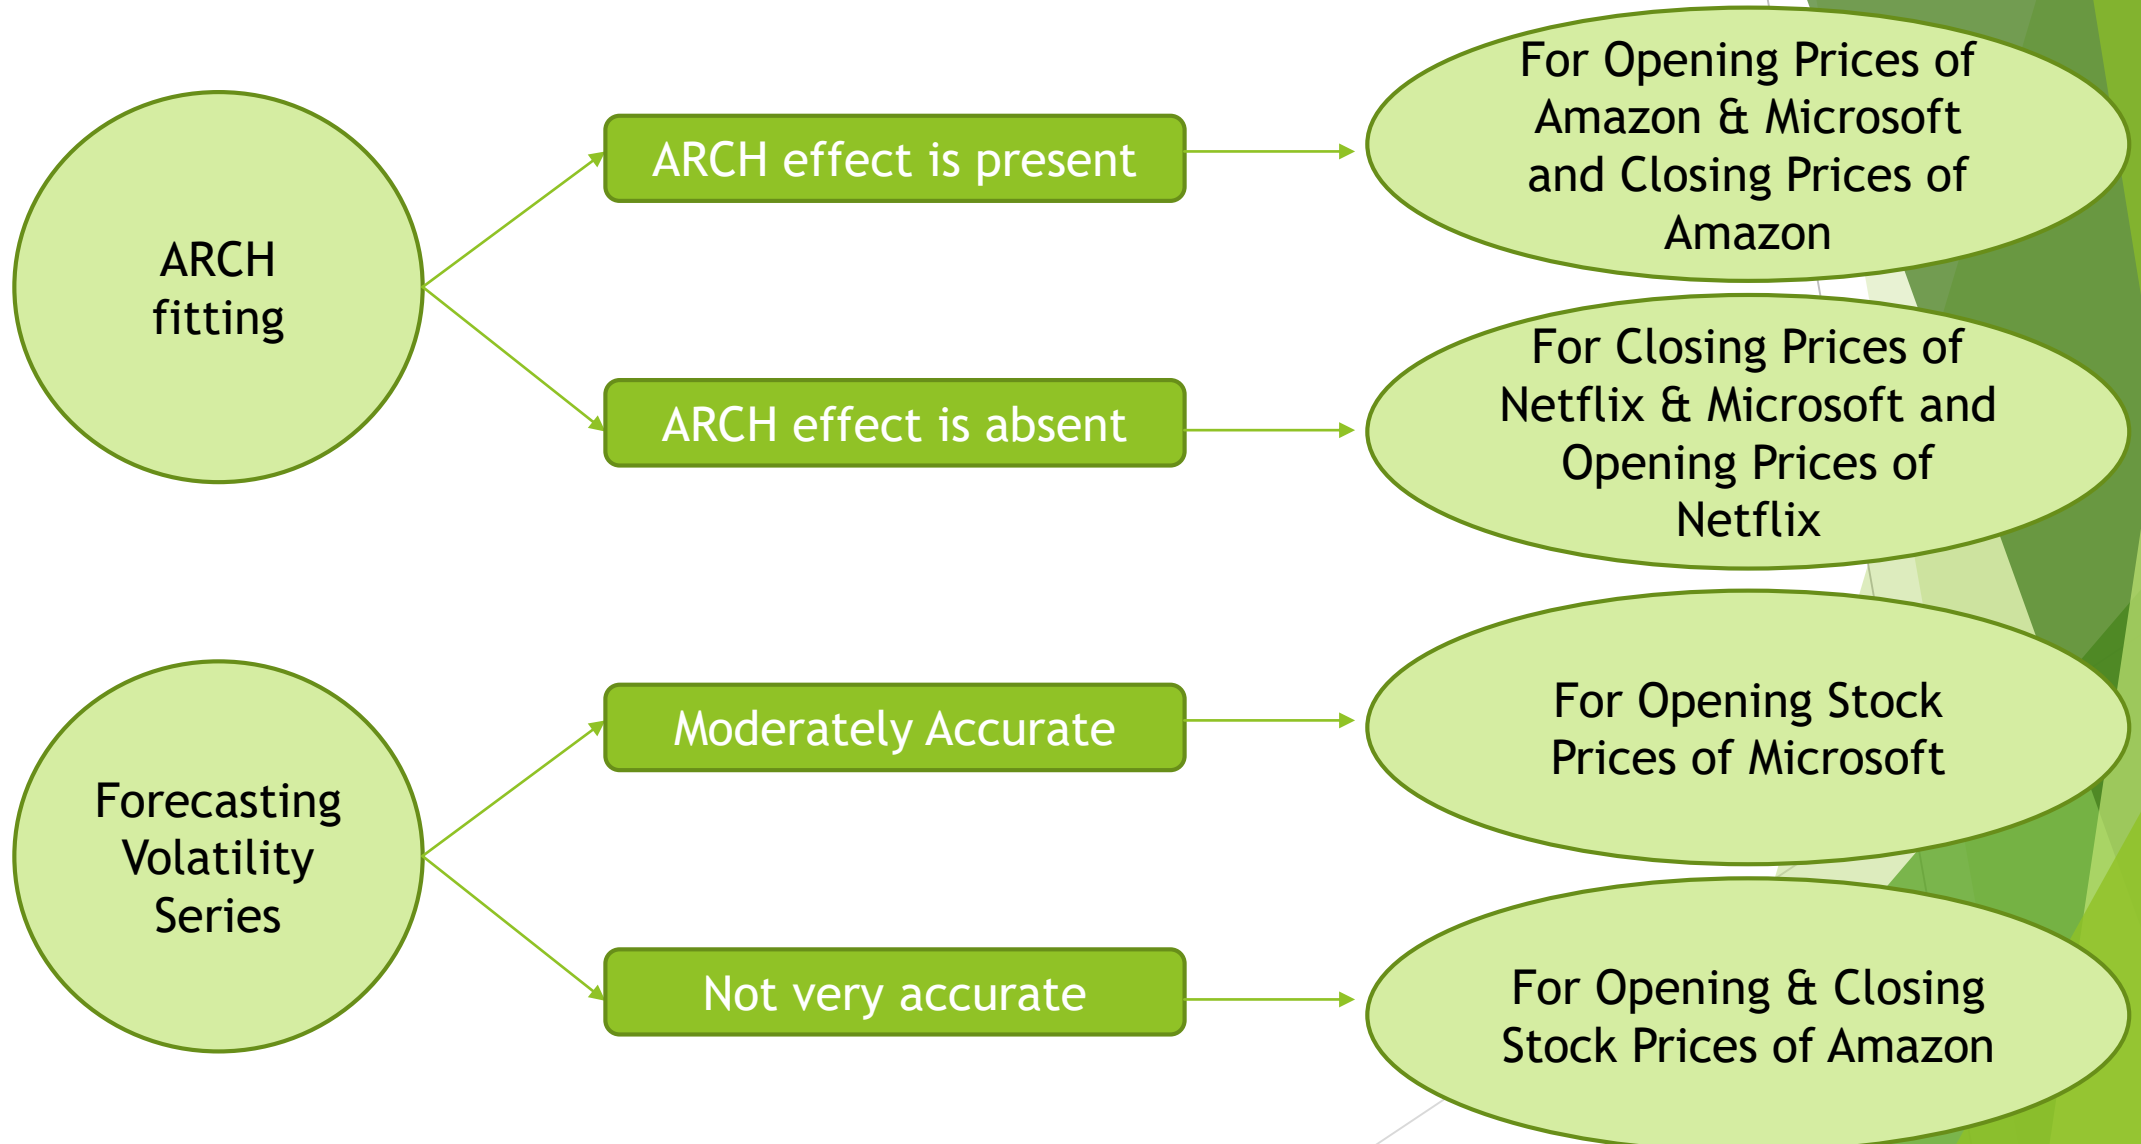 ARCH
fitting
ARCH effect is present
For Opening Prices of
Amazon & Microsoft
and Closing Prices of
Amazon
ARCH effect is absent
For Closing Prices of
Netflix & Microsoft and
Opening Prices of
Netflix
Forecasting
Volatility
Series
Moderately Accurate
For Opening Stock
Prices of Microsoft
Not very accurate
For Opening & Closing
Stock Prices of Amazon